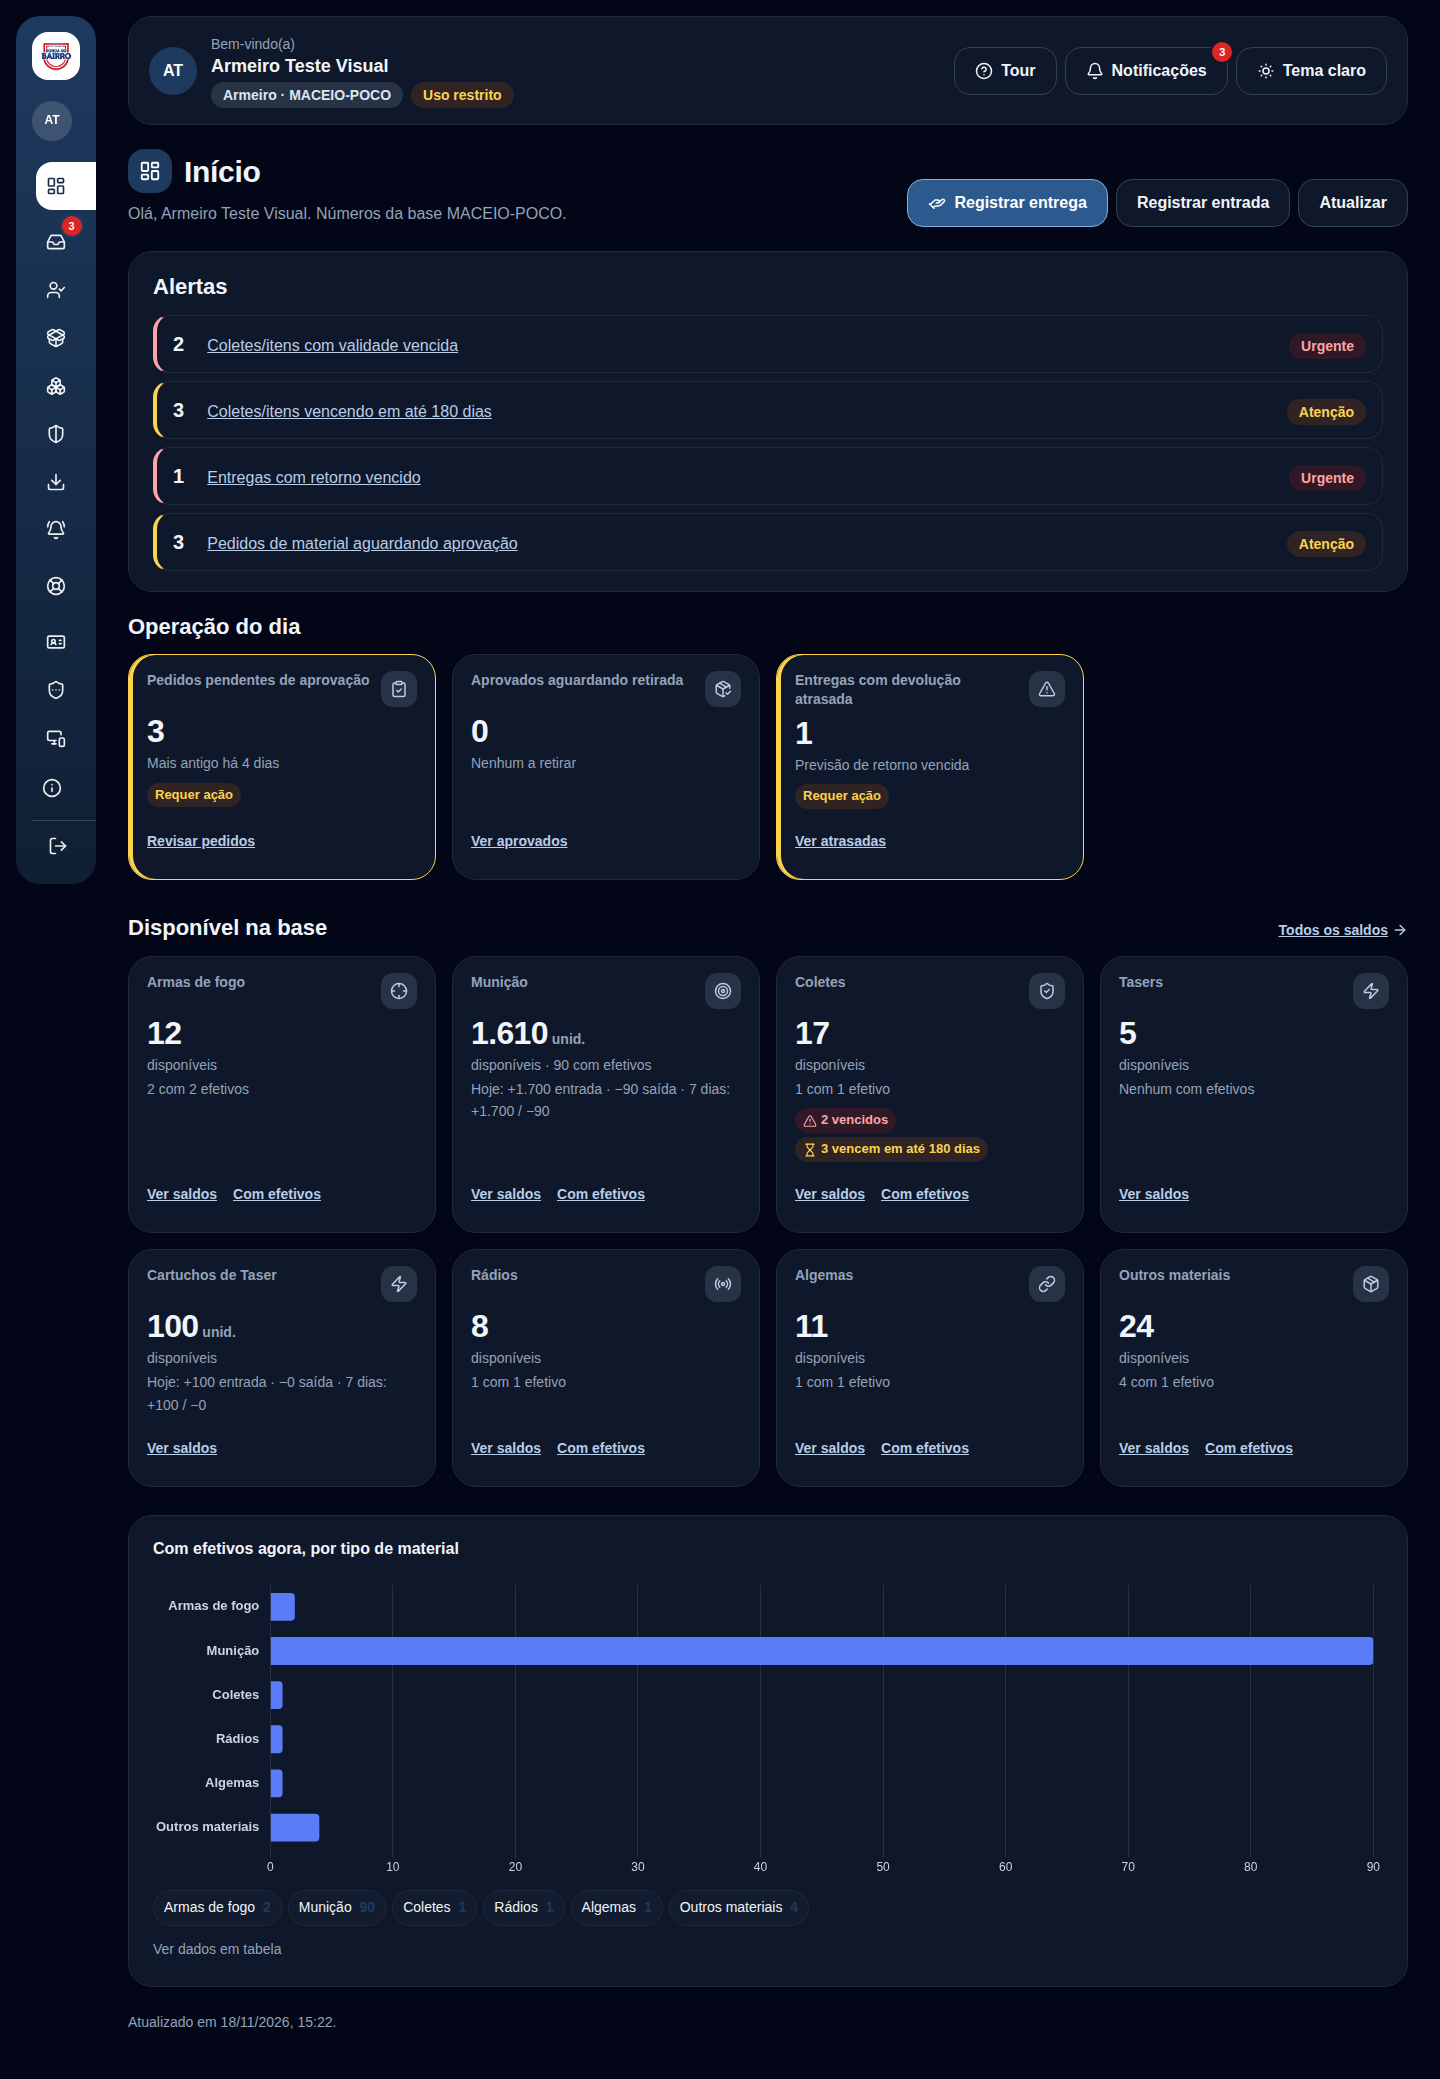 RONDA NO
BAIRRO
AT
3
AT
Bem-vindo(a)
Armeiro Teste Visual
Armeiro · MACEIO-POCO
Uso restrito
Tour
Notificações
3
Tema claro
Início
Olá, Armeiro Teste Visual. Números da base MACEIO-POCO.
Registrar entrega
Registrar entrada
Atualizar
Alertas
2 Coletes/itens com validade vencida Urgente
3 Coletes/itens vencendo em até 180 dias Atenção
1 Entregas com retorno vencido Urgente
3 Pedidos de material aguardando aprovação Atenção
Operação do dia
Pedidos pendentes de aprovação
3
Mais antigo há 4 dias
Requer ação
Revisar pedidos
Aprovados aguardando retirada
0
Nenhum a retirar
Ver aprovados
Entregas com devolução
atrasada
1
Previsão de retorno vencida
Requer ação
Ver atrasadas
Disponível na base
Todos os saldos
Armas de fogo
12
disponíveis
2 com 2 efetivos
Ver saldos Com efetivos
Munição
1.610 unid.
disponíveis · 90 com efetivos
Hoje: +1.700 entrada · −90 saída · 7 dias:
+1.700 / −90
Ver saldos Com efetivos
Coletes
17
disponíveis
1 com 1 efetivo
2 vencidos
3 vencem em até 180 dias
Ver saldos Com efetivos
Tasers
5
disponíveis
Nenhum com efetivos
Ver saldos
Cartuchos de Taser
100 unid.
disponíveis
Hoje: +100 entrada · −0 saída · 7 dias:
+100 / −0
Ver saldos
Rádios
8
disponíveis
1 com 1 efetivo
Ver saldos Com efetivos
Algemas
11
disponíveis
1 com 1 efetivo
Ver saldos Com efetivos
Outros materiais
24
disponíveis
4 com 1 efetivo
Ver saldos Com efetivos
Com efetivos agora, por tipo de material
Armas de fogo
Munição
Coletes
Rádios
Algemas
Outros materiais
0 10 20 30 40 50 60 70 80 90
Armas de fogo 2 Munição 90 Coletes 1 Rádios 1 Algemas 1 Outros materiais 4
Ver dados em tabela
Atualizado em 18/11/2026, 15:22.